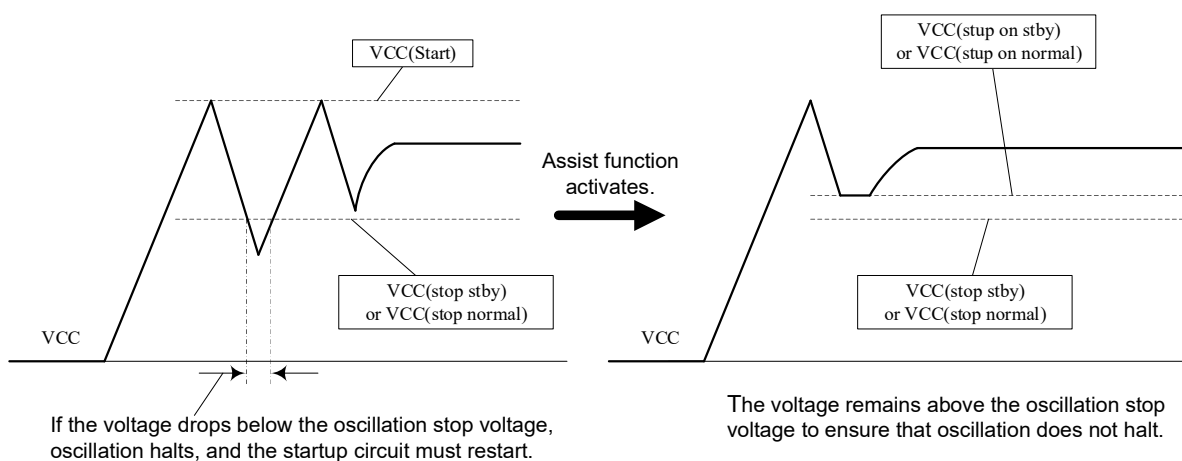 VCC(Start)
VCC(stop stby)
or VCC(stop normal)
VCC
If the voltage drops below the oscillation stop voltage,
oscillation halts, and the startup circuit must restart.
Assist function
activates.
VCC(stup on stby)
or VCC(stup on normal)
VCC(stop stby)
or VCC(stop normal)
VCC
The voltage remains above the oscillation stop
voltage to ensure that oscillation does not halt.